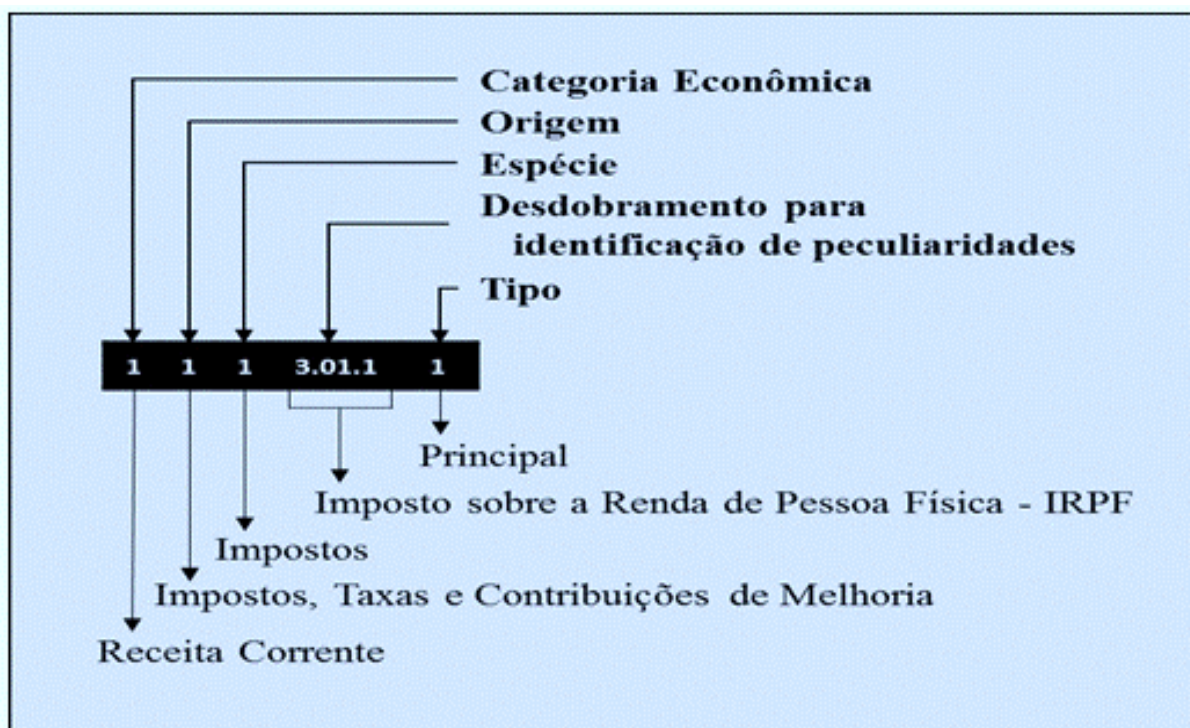 Categoria Econômica
Origem
Espécie
Desdobramento para
identificação de peculiaridades
Tipo
1 1 1 3.01.1 1
Principal
Imposto sobre a Renda de Pessoa Física - IRPF
Impostos
Impostos, Taxas e Contribuições de Melhoria
Receita Corrente